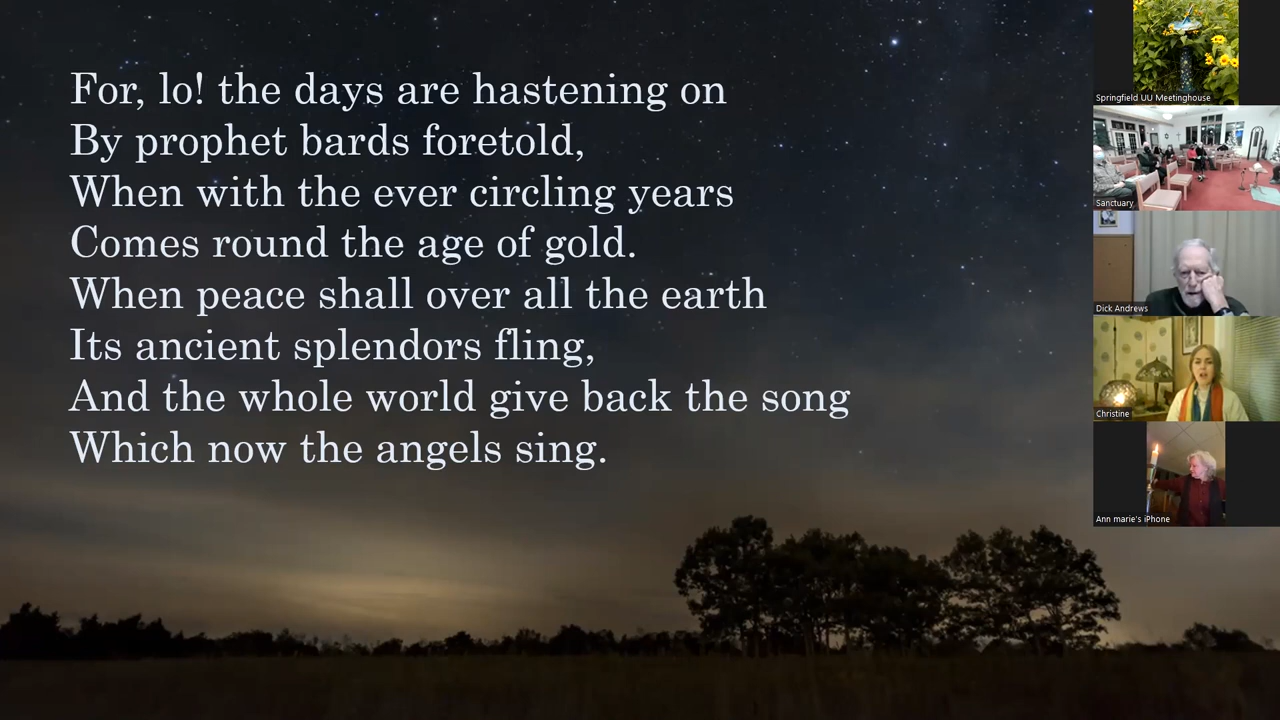 For, lo! the days are hastening on
By prophet bards foretold,
When with the ever circling years
Comes round the age of gold.
When peace shall over all the earth
Its ancient splendors fling,
And the whole world give back the song
Which now the angels sing.
Springfield UU Meetinghouse
Sanctuary
Dick Andrews
Christine
Ann marie's iPhone